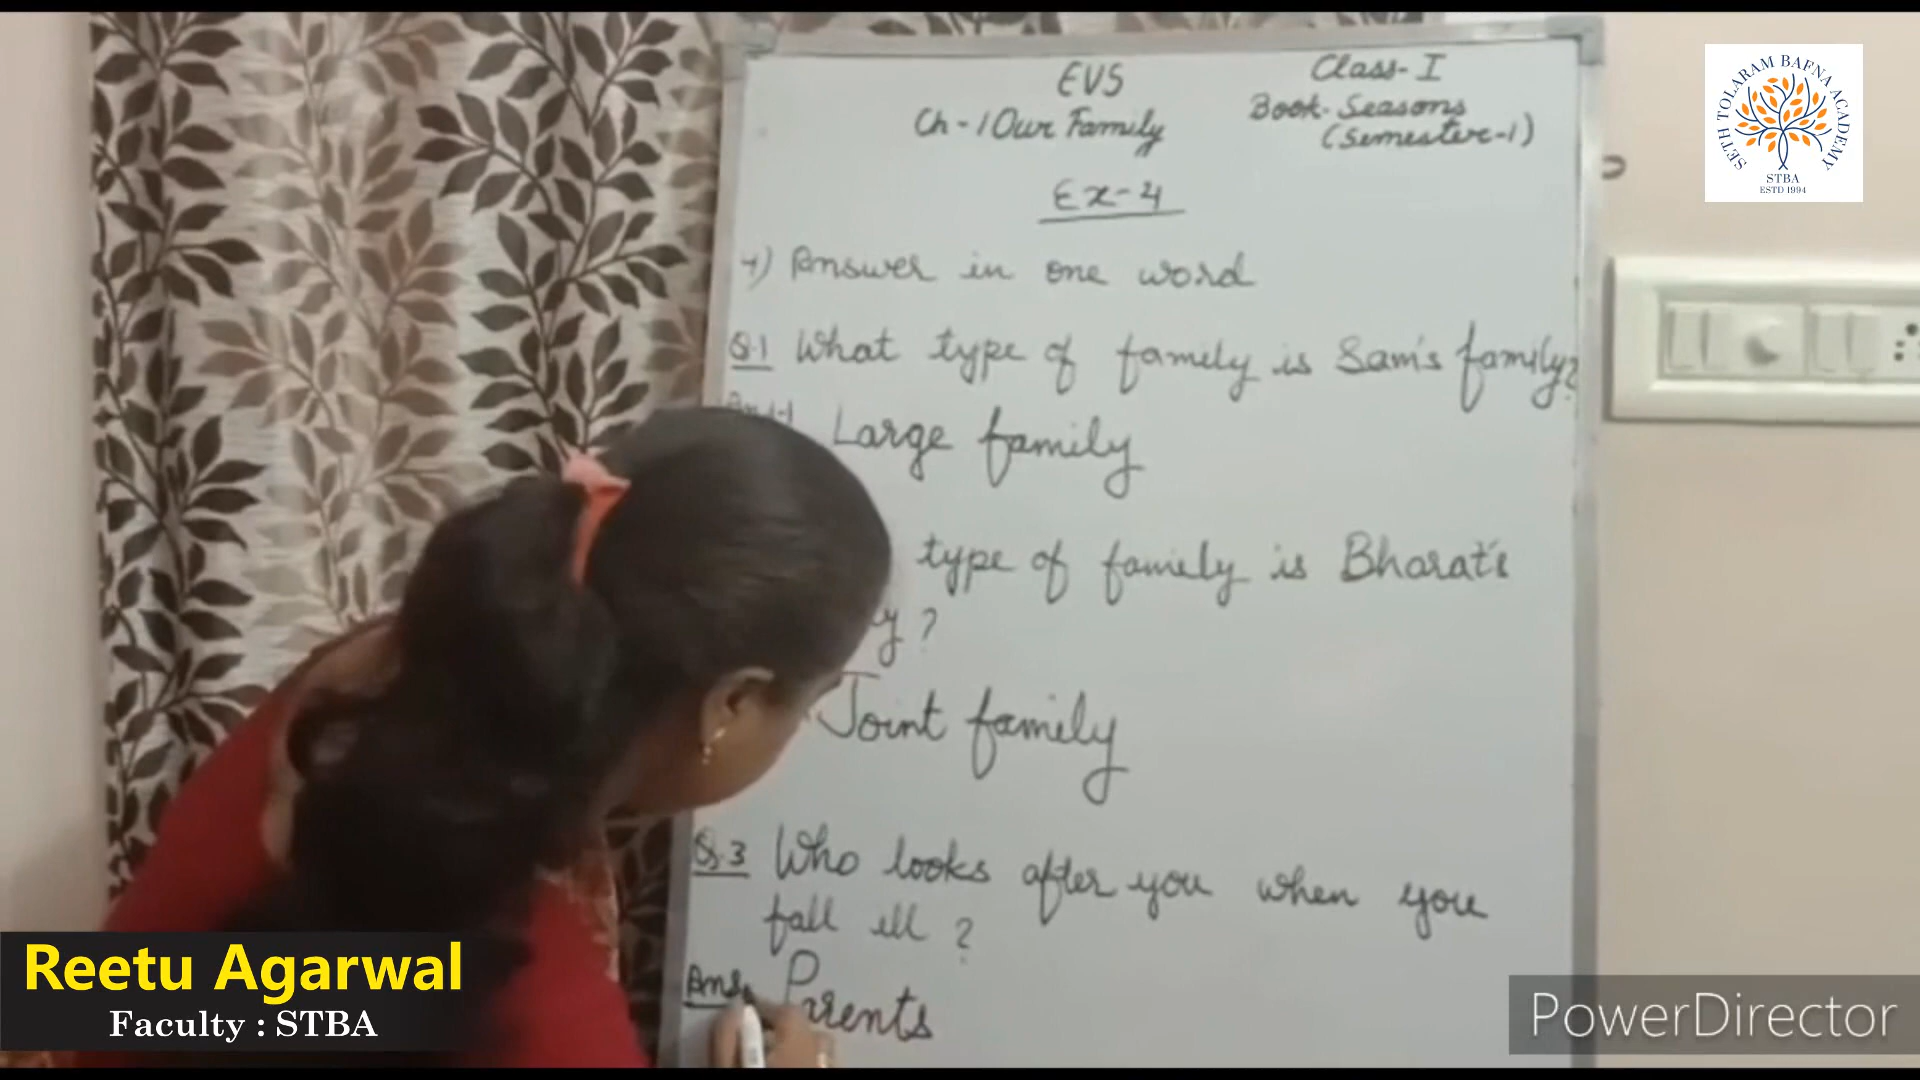 EVS
Class-I
Ch-1 Our Family
Book-Seasons
(Semester-1)
Ex-4
4) Answer in one word
Q.1 What type of family is Sam's family?
Ans-1 Large family
type of family is Bharat's
y?
Joint family
Q.3 Who looks after you when you
fall ill?
Ans Parents
SETH TOLARAM BAFNA ACADEMY
STBA
ESTD 1994
Reetu Agarwal
Faculty : STBA
PowerDirector